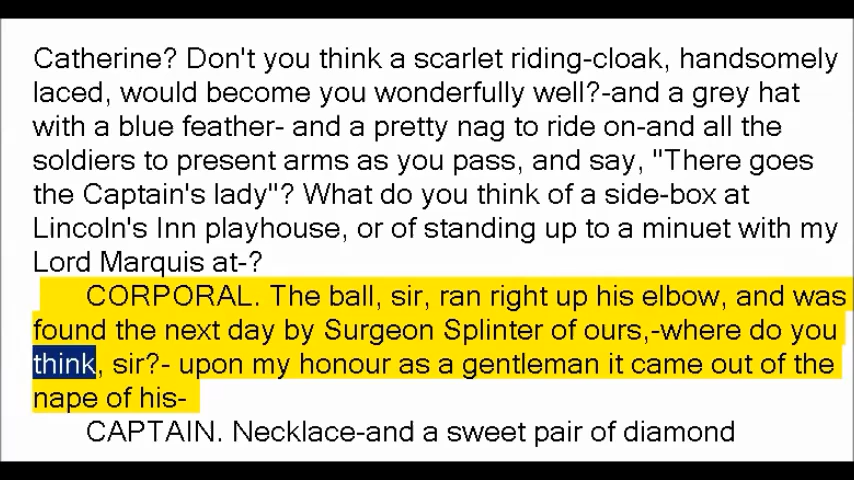 Catherine? Don't you think a scarlet riding-cloak, handsomely
laced, would become you wonderfully well?-and a grey hat
with a blue feather- and a pretty nag to ride on-and all the
soldiers to present arms as you pass, and say, "There goes
the Captain's lady"? What do you think of a side-box at
Lincoln's Inn playhouse, or of standing up to a minuet with my
Lord Marquis at-?
CORPORAL. The ball, sir, ran right up his elbow, and was
found the next day by Surgeon Splinter of ours,-where do you
think, sir?- upon my honour as a gentleman it came out of the
nape of his-
CAPTAIN. Necklace-and a sweet pair of diamond